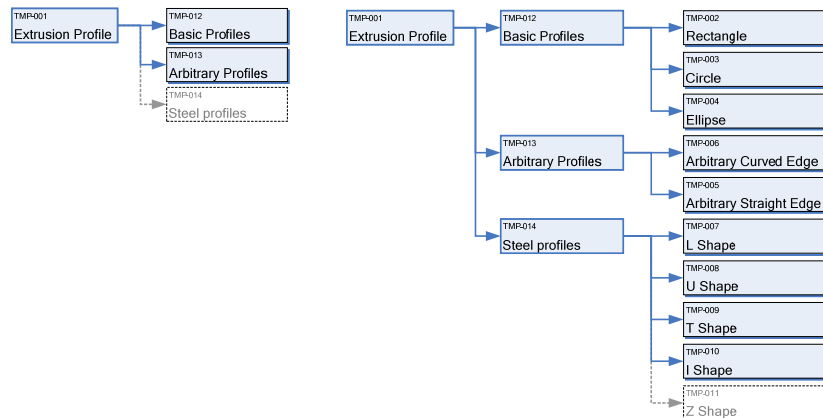 TMP-001
Extrusion Profile
TMP-012
Basic Profiles
TMP-013
Arbitrary Profiles
TMP-014
Steel profiles
TMP-001
Extrusion Profile
TMP-012
Basic Profiles
TMP-002
Rectangle
TMP-003
Circle
TMP-004
Ellipse
TMP-013
Arbitrary Profiles
TMP-006
Arbitrary Curved Edge
TMP-005
Arbitrary Straight Edge
TMP-014
Steel profiles
TMP-007
L Shape
TMP-008
U Shape
TMP-009
T Shape
TMP-010
I Shape
TMP-011
Z Shape